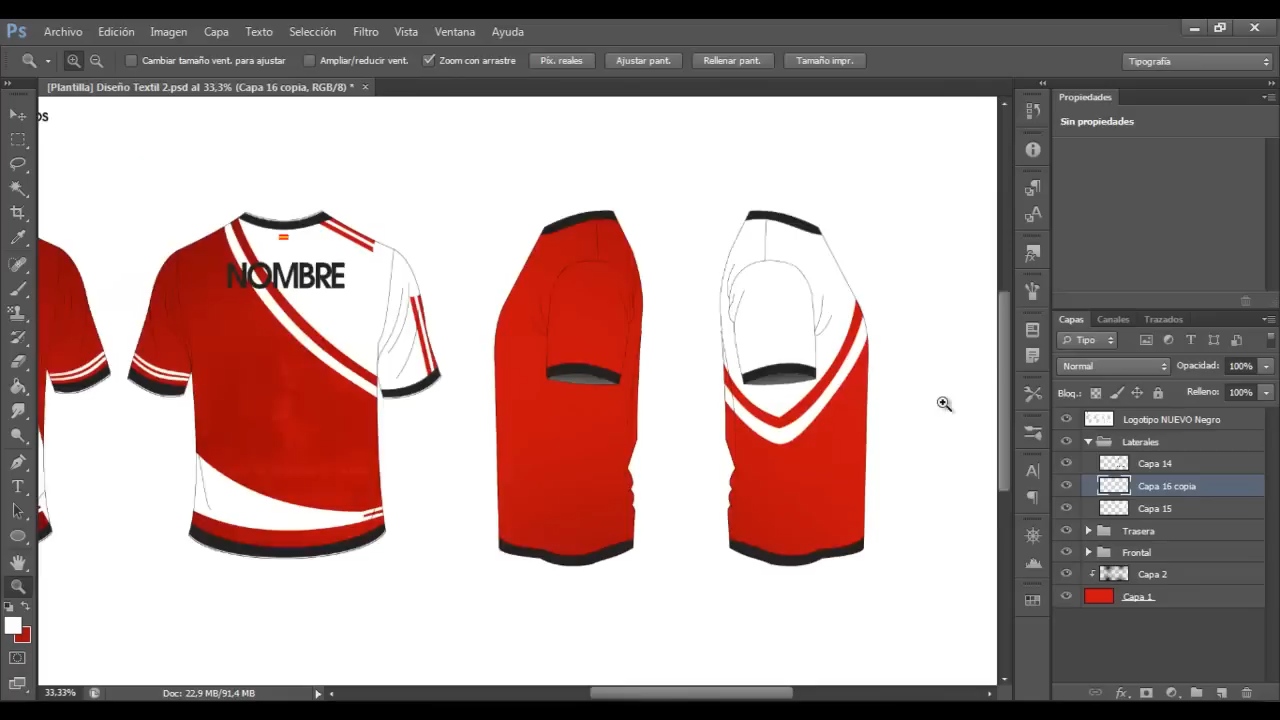 Ps Archivo Edición Imagen Capa Texto Selección Filtro Vista Ventana Ayuda
Cambiar tamaño vent. para ajustar Ampliar/reducir vent. Zoom con arrastre Píx. reales Ajustar pant. Rellenar pant. Tamaño impr. Tipografía
[Plantilla] Diseño Textil 2.psd al 33,3% (Capa 16 copia, RGB/8) *
Propiedades
Sin propiedades
OS
NOMBRE
Capas Canales Trazados
Tipo
Normal Opacidad: 100%
Bloq.: Relleno: 100%
Logotipo NUEVO Negro
Laterales
Capa 14
Capa 16 copia
Capa 15
Trasera
Frontal
Capa 2
Capa 1
33,33% Doc: 22,9 MB/91,4 MB